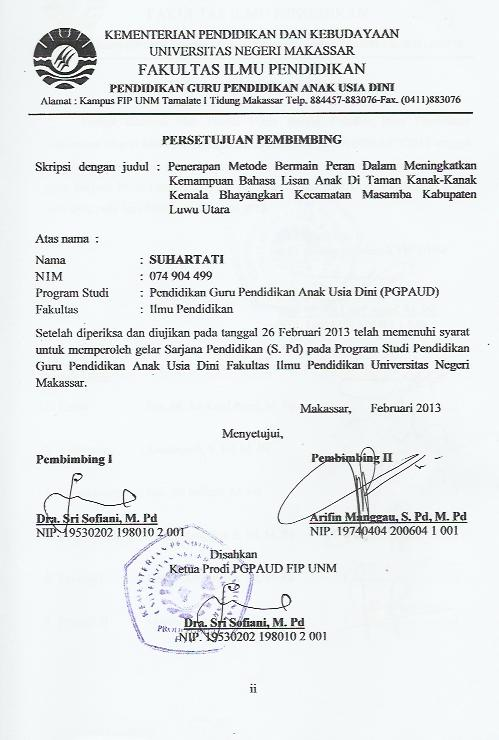 KEMENTERIAN PENDIDIKAN DAN KEBUDAYAAN
UNIVERSITAS NEGERI MAKASSAR
FAKULTAS ILMU PENDIDIKAN
PENDIDIKAN GURU PENDIDIKAN ANAK USIA DINI
Alamat : Kampus FIP UNM Tamalate I Tidung Makassar Telp. 884457-883076-Fax. (0411)883076
PERSETUJUAN PEMBIMBING
Skripsi dengan judul : Penerapan Metode Bermain Peran Dalam Meningkatkan
Kemampuan Bahasa Lisan Anak Di Taman Kanak-Kanak
Kemala Bhayangkari Kecamatan Masamba Kabupaten
Luwu Utara
Atas nama :
Nama : SUHARTATI
NIM : 074 904 499
Program Studi : Pendidikan Guru Pendidikan Anak Usia Dini (PGPAUD)
Fakultas : Ilmu Pendidikan
Setelah diperiksa dan diujikan pada tanggal 26 Februari 2013 telah memenuhi syarat
untuk memperoleh gelar Sarjana Pendidikan (S. Pd) pada Program Studi Pendidikan
Guru Pendidikan Anak Usia Dini Fakultas Ilmu Pendidikan Universitas Negeri
Makassar.
Makassar, Februari 2013
Menyetujui,
Pembimbing I Pembimbing II
Dra. Sri Sofiani, M. Pd Arifin Manggau, S. Pd, M. Pd
NIP. 19530202 198010 2 001 NIP. 19740404 200604 1 001
Disahkan
Ketua Prodi PGPAUD FIP UNM
Dra. Sri Sofiani, M. Pd
NIP. 19530202 198010 2 001
ii